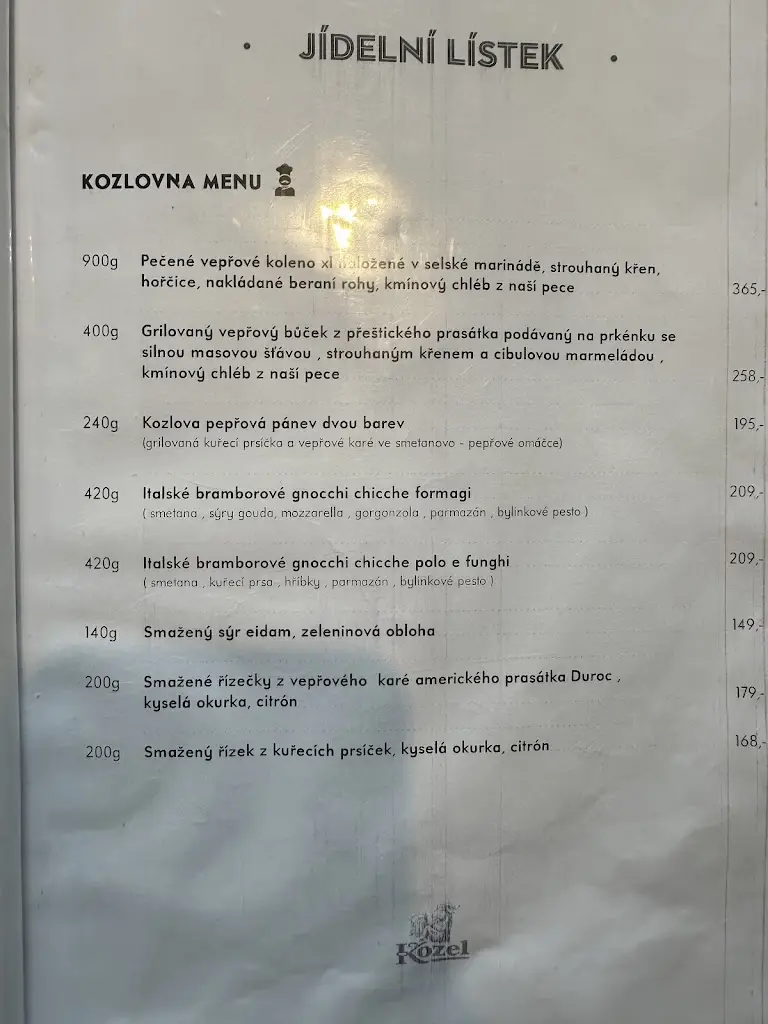 JÍDELNÍ LÍSTEK
KOZLOVNA MENU
900g Pečené vepřové koleno xl v selské marinádě, strouhaný křen,
hořčice, nakládané beraní rohy, kmínový chléb z naší pece 365,-
400g Grilovaný vepřový bůček z přeštického prasátka podávaný na prkénku se
silnou masovou šťávou , strouhaným křenem a cibulovou marmeládou ,
kmínový chléb z naší pece 258,-
240g Kozlova pepřová pánev dvou barev 195,-
(grilovaná kuřecí prsíčka a vepřové karé ve smetanovo - pepřové omáčce)
420g Italské bramborové gnocchi chicche formagi 209,-
( smetana , sýry gouda, mozzarella , gorgonzola , parmazán , bylinkové pesto )
420g Italské bramborové gnocchi chicche polo e funghi 209,-
( smetana , kuřecí prsa , hříbky , parmazán , bylinkové pesto )
140g Smažený sýr eidam, zeleninová obloha 149,-
200g Smažené řízečky z vepřového karé amerického prasátka Duroc ,
kyselá okurka, citrón 179,-
200g Smažený řízek z kuřecích prsíček, kyselá okurka, citrón 168,-
Kozel